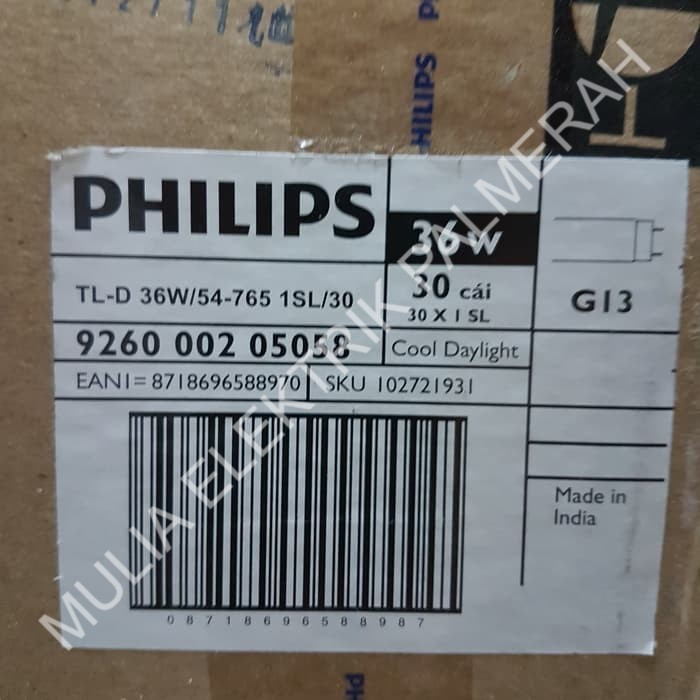 PHILIPS
PHILIPS
36W
TL-D 36W/54-765 1SL/30
30 cái
30 X 1 SL
G13
9260 002 05058
Cool Daylight
EAN1= 8718696588970
SKU 102721931
Made in
India
0 8 7 1 8 6 9 6 5 8 8 9 8 7
MULIA ELEKTRIK PALMERAH